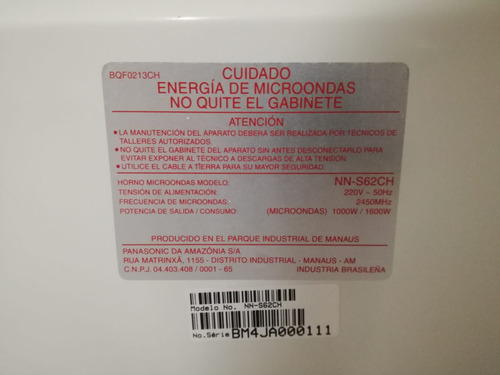 BQF0213CH
CUIDADO
ENERGÍA DE MICROONDAS
NO QUITE EL GABINETE
ATENCIÓN
• LA MANUTENCIÓN DEL APARATO DEBERA SER REALIZADA POR TÉCNICOS DE
TALLERES AUTORIZADOS.
• NO QUITE EL GABINETE DEL APARATO SIN ANTES DESCONECTARLO PARA
EVITAR EXPONER AL TÉCNICO A DESCARGAS DE ALTA TENSIÓN.
• UTILICE EL CABLE A TIERRA PARA SU MAYOR SEGURIDAD.
HORNO MICROONDAS MODELO: NN-S62CH
TENSIÓN DE ALIMENTACIÓN: 220V ~ 50Hz
FRECUENCIA DE MICROONDAS: 2450MHz
POTENCIA DE SALIDA / CONSUMO: (MICROONDAS) 1000W / 1600W
PRODUCIDO EN EL PARQUE INDUSTRIAL DE MANAUS
PANASONIC DA AMAZÔNIA S/A
RUA MATRINXÃ, 1155 - DISTRITO INDUSTRIAL - MANAUS - AM
C.N.P.J. 04.403.408 / 0001 - 65 INDUSTRIA BRASILEÑA
Modelo No. NN-S62CH
No.Série BM4JA000111